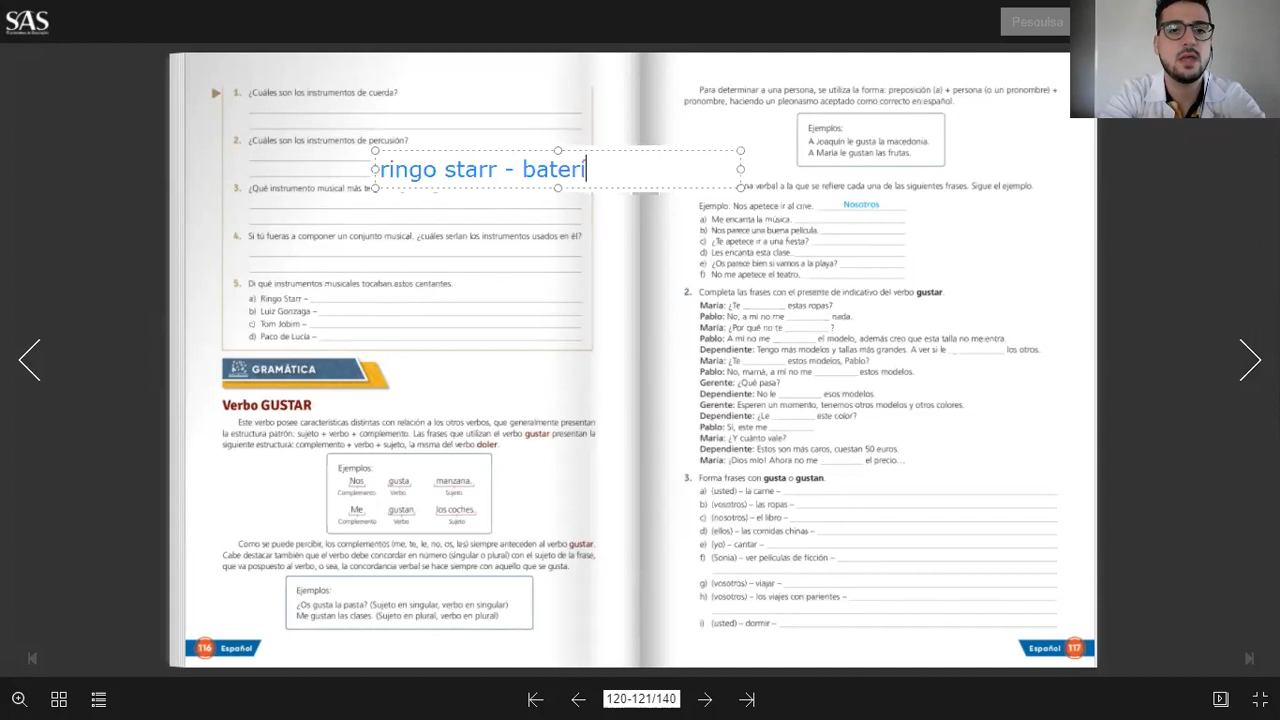 SAS
Pesquisa
1. ¿Cuáles son los instrumentos de cuerda?
2. ¿Cuáles son los instrumentos de percusión?
ringo starr - baterí
3. ¿Qué instrumento musical más te
4. Si tú fueras a componer un conjunto musical, ¿cuáles serían los instrumentos usados en él?
5. Di qué instrumentos musicales tocaban estos cantantes.
a) Ringo Starr –
b) Luiz Gonzaga –
c) Tom Jobim –
d) Paco de Lucía –
GRAMÁTICA
Verbo GUSTAR
Este verbo posee características distintas con relación a los otros verbos, que generalmente presentan
la estructura patrón: sujeto + verbo + complemento. Las frases que utilizan el verbo gustar presentan la
siguiente estructura: complemento + verbo + sujeto, la misma del verbo doler.
Ejemplos:
Nos gusta manzana.
Complemento Verbo Sujeto
Me gustan los coches.
Complemento Verbo Sujeto
Como se puede percibir, los complementos (me, te, le, no, os, les) siempre anteceden al verbo gustar.
Cabe destacar también que el verbo debe concordar en número (singular o plural) con el sujeto de la frase,
que va pospuesto al verbo, o sea, la concordancia verbal se hace siempre con aquello que se gusta.
Ejemplos:
¿Os gusta la pasta? (Sujeto en singular, verbo en singular)
Me gustan las clases. (Sujeto en plural, verbo en plural)
116 Español
Para determinar a una persona, se utiliza la forma: preposición (a) + persona (o un pronombre) +
pronombre, haciendo un pleonasmo aceptado como correcto en español.
Ejemplos:
A Joaquín le gusta la macedonia.
A María le gustan las frutas.
na verbal a la que se refiere cada una de las siguientes frases. Sigue el ejemplo.
Ejemplo: Nos apetece ir al cine. Nosotros
a) Me encanta la música.
b) Nos parece una buena película.
c) ¿Te apetece ir a una fiesta?
d) Les encanta esta clase.
e) ¿Os parece bien si vamos a la playa?
f) No me apetece el teatro.
2. Completa las frases con el presente de indicativo del verbo gustar.
María: ¿Te ________ estas ropas?
Pablo: No, a mí no me ________ nada.
María: ¿Por qué no te ________ ?
Pablo: A mí no me ________ el modelo, además creo que esta talla no me entra.
Dependiente: Tengo más modelos y tallas más grandes. A ver si le ________ los otros.
María: ¿Te ________ estos modelos, Pablo?
Pablo: No, mamá, a mí no me ________ estos modelos.
Gerente: ¿Qué pasa?
Dependiente: No le ________ esos modelos.
Gerente: Esperen un momento, tenemos otros modelos y otros colores.
Dependiente: ¿Le ________ este color?
Pablo: Sí, este me ________
María: ¿Y cuánto vale?
Dependiente: Estos son más caros, cuestan 50 euros.
María: ¡Dios mío! Ahora no me ________ el precio...
3. Forma frases con gusta o gustan.
a) (usted) – la carne –
b) (vosotros) – las ropas –
c) (nosotros) – el libro –
d) (ellos) – las comidas chinas –
e) (yo) – cantar –
f) (Sonia) – ver películas de ficción –
g) (vosotros) – viajar –
h) (vosotros) – los viajes con parientes –
i) (usted) – dormir –
Español 117
120-121/140